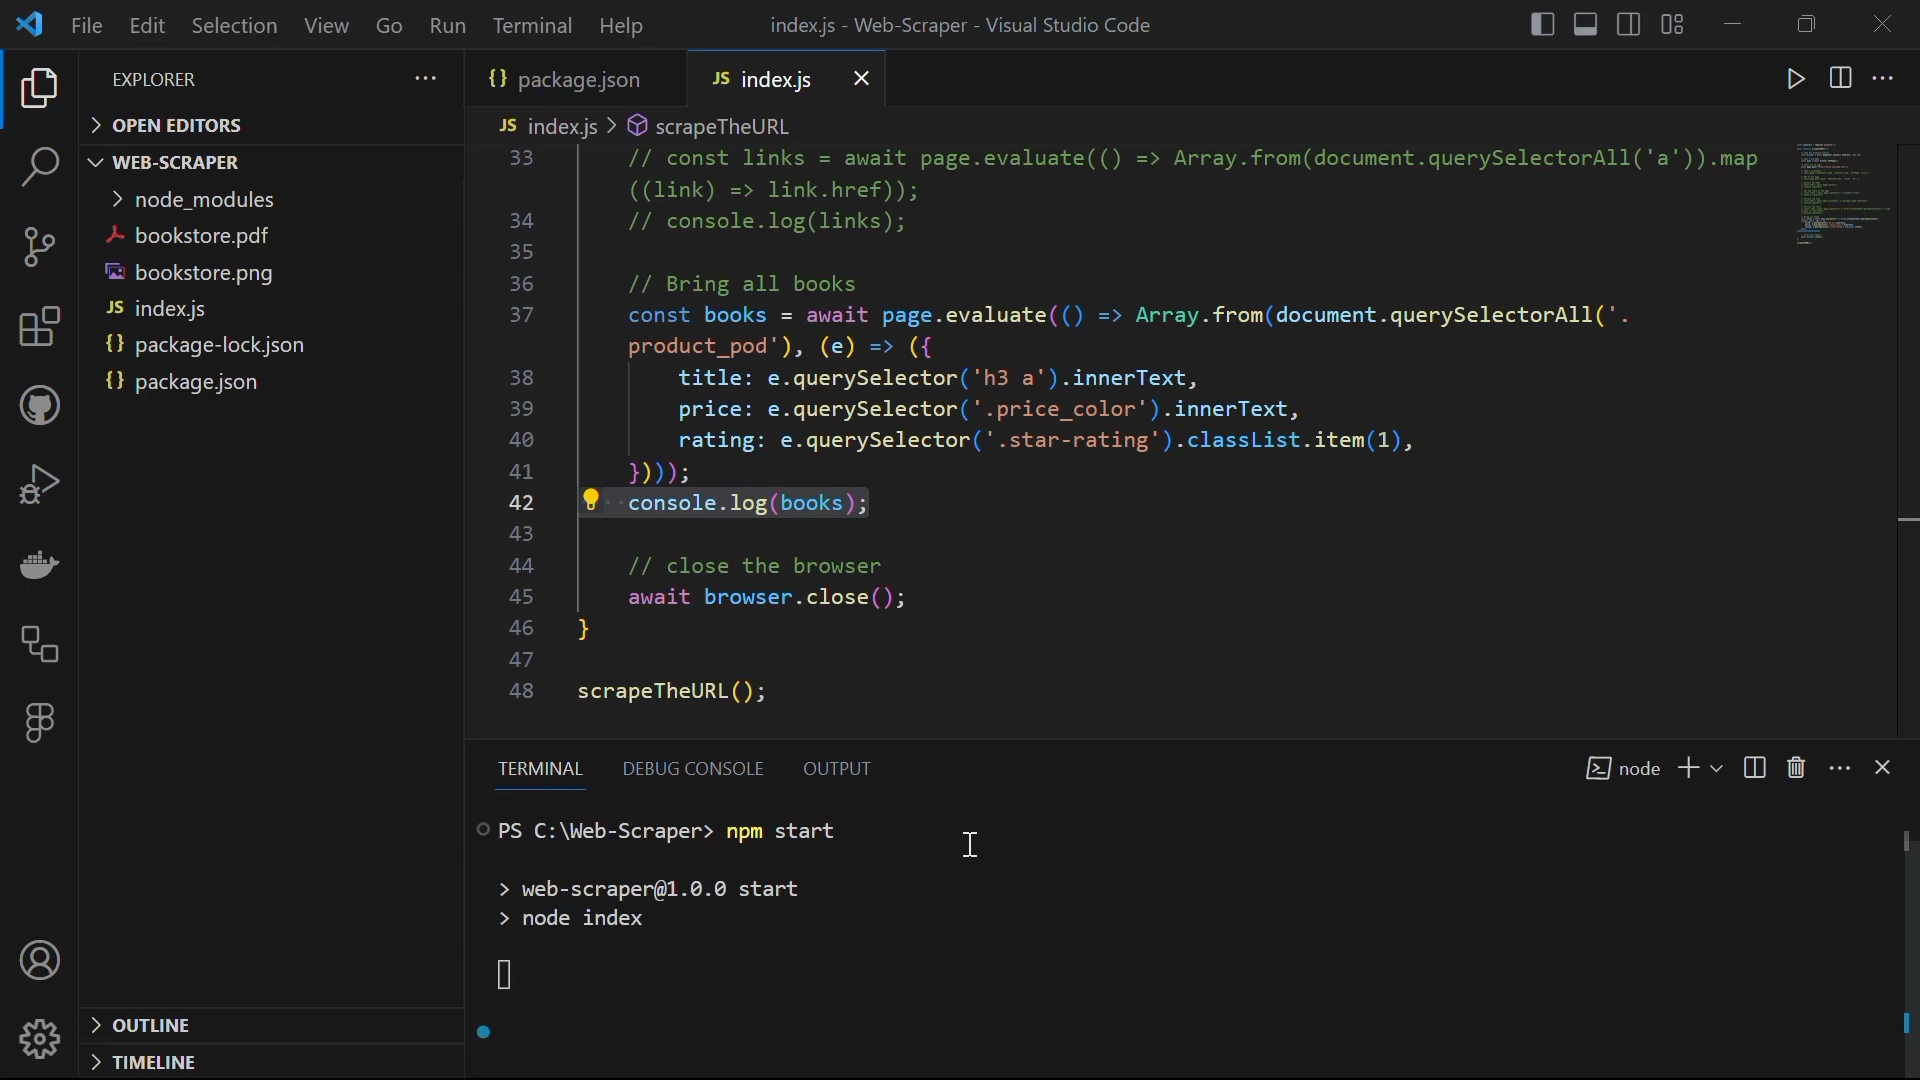 File Edit Selection View Go Run Terminal Help
index.js - Web-Scraper - Visual Studio Code
EXPLORER
OPEN EDITORS
WEB-SCRAPER
node_modules
bookstore.pdf
bookstore.png
JS index.js
{} package-lock.json
{} package.json
OUTLINE
TIMELINE
{} package.json
JS index.js
JS index.js > scrapeTheURL
33 // const links = await page.evaluate(() => Array.from(document.querySelectorAll('a')).map
((link) => link.href));
34 // console.log(links);
35
36 // Bring all books
37 const books = await page.evaluate(() => Array.from(document.querySelectorAll('.
product_pod'), (e) => ({
38 title: e.querySelector('h3 a').innerText,
39 price: e.querySelector('.price_color').innerText,
40 rating: e.querySelector('.star-rating').classList.item(1),
41 })));
42 console.log(books);
43
44 // close the browser
45 await browser.close();
46 }
47
48 scrapeTheURL();
TERMINAL DEBUG CONSOLE OUTPUT
node
PS C:\Web-Scraper> npm start
> web-scraper@1.0.0 start
> node index